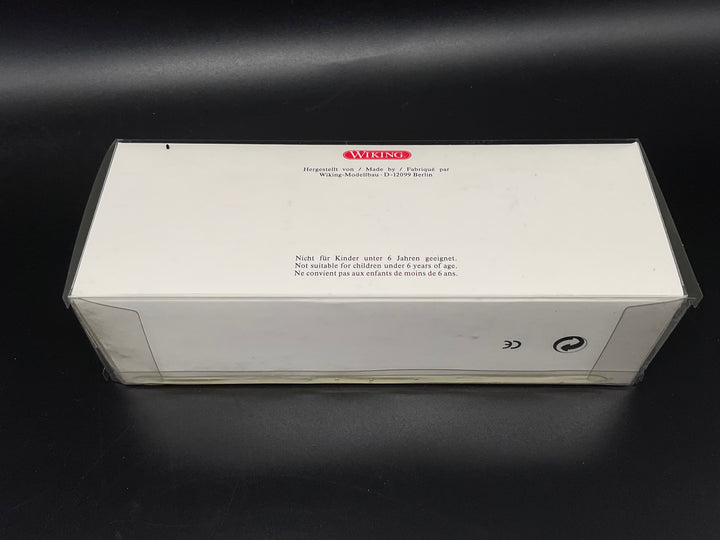 WIKING
Hergestellt von / Made by / Fabriqué par
Wiking-Modellbau · D-12099 Berlin
Nicht für Kinder unter 6 Jahren geeignet.
Not suitable for children under 6 years of age.
Ne convient pas aux enfants de moins de 6 ans.
CE